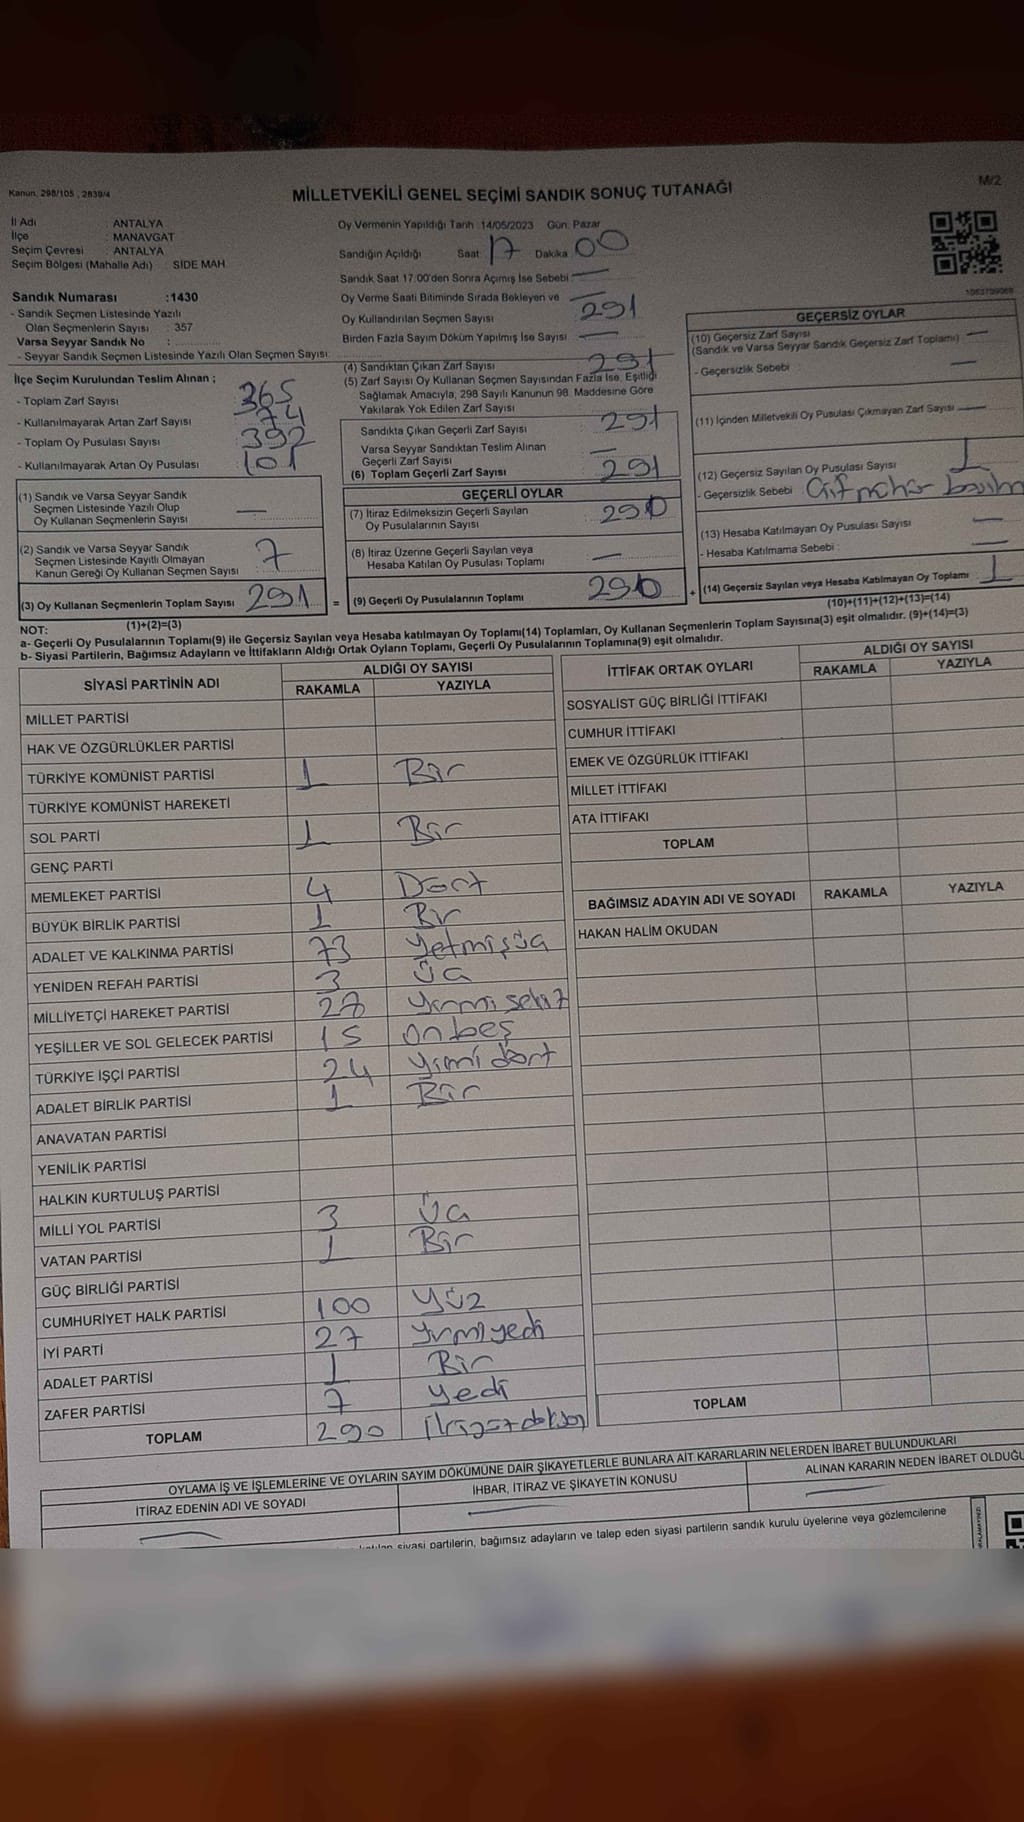 Kanun, 298/105 , 2839/4
MİLLETVEKİLİ GENEL SEÇİMİ SANDIK SONUÇ TUTANAĞI
M/2
İl Adı : ANTALYA
İlçe : MANAVGAT
Seçim Çevresi : ANTALYA
Seçim Bölgesi (Mahalle Adı) : SİDE MAH.
Sandık Numarası :1430
- Sandık Seçmen Listesinde Yazılı
Olan Seçmenlerin Sayısı : 357
Varsa Seyyar Sandık No :
- Seyyar Sandık Seçmen Listesinde Yazılı Olan Seçmen Sayısı:
Oy Vermenin Yapıldığı Tarih :14/05/2023 Gün: Pazar
Sandığın Açıldığı Saat: 17 Dakika: 00
Sandık Saat 17:00'den Sonra Açımış İse Sebebi: —
Oy Verme Saati Bitiminde Sırada Bekleyen ve —
Oy Kullandırılan Seçmen Sayısı 291
Birden Fazla Sayım Döküm Yapılmış İse Sayısı —
İlçe Seçim Kurulundan Teslim Alınan ;
- Toplam Zarf Sayısı 365
- Kullanılmayarak Artan Zarf Sayısı 74
- Toplam Oy Pusulası Sayısı 392
- Kullanılmayarak Artan Oy Pusulası 101
(4) Sandıktan Çıkan Zarf Sayısı 291
(5) Zarf Sayısı Oy Kullanan Seçmen Sayısından Fazla İse, Eşitliği
Sağlamak Amacıyla; 298 Sayılı Kanunun 98. Maddesine Göre
Yakılarak Yok Edilen Zarf Sayısı —
Sandıkta Çıkan Geçerli Zarf Sayısı 291
Varsa Seyyar Sandıktan Teslim Alınan
Geçerli Zarf Sayısı —
(6) Toplam Geçerli Zarf Sayısı 291
GEÇERSİZ OYLAR
(10) Geçersiz Zarf Sayısı —
(Sandık ve Varsa Seyyar Sandık Geçersiz Zarf Toplamı)
- Geçersizlik Sebebi : —
(11) İçinden Milletvekili Oy Pusulası Çıkmayan Zarf Sayısı —
(12) Geçersiz Sayılan Oy Pusulası Sayısı 1
- Geçersizlik Sebebi
(13) Hesaba Katılmayan Oy Pusulası Sayısı —
- Hesaba Katılmama Sebebi : —
(14) Geçersiz Sayılan veya Hesaba Katılmayan Oy Toplamı 1
(10)+(11)+(12)+(13)=(14)
(1) Sandık ve Varsa Seyyar Sandık
Seçmen Listesinde Yazılı Olup
Oy Kullanan Seçmenlerin Sayısı —
(2) Sandık ve Varsa Seyyar Sandık
Seçmen Listesinde Kayıtlı Olmayan
Kanun Gereği Oy Kullanan Seçmen Sayısı 7
(3) Oy Kullanan Seçmenlerin Toplam Sayısı 291 =
(1)+(2)=(3)
GEÇERLİ OYLAR
(7) İtiraz Edilmeksizin Geçerli Sayılan
Oy Pusulalarının Sayısı 290
(8) İtiraz Üzerine Geçerli Sayılan veya
Hesaba Katılan Oy Pusulası Toplamı —
(9) Geçerli Oy Pusulalarının Toplamı 290 +
NOT:
a- Geçerli Oy Pusulalarının Toplamı(9) ile Geçersiz Sayılan veya Hesaba katılmayan Oy Toplamı(14) Toplamları, Oy Kullanan Seçmenlerin Toplam Sayısına(3) eşit olmalıdır. (9)+(14)=(3)
b- Siyasi Partilerin, Bağımsız Adayların ve İttifakların Aldığı Ortak Oyların Toplamı, Geçerli Oy Pusulalarının Toplamına(9) eşit olmalıdır.
SİYASİ PARTİNİN ADI ALDIĞI OY SAYISI
RAKAMLA YAZIYLA
MİLLET PARTİSİ
HAK VE ÖZGÜRLÜKLER PARTİSİ
TÜRKİYE KOMÜNİST PARTİSİ 1 Bir
TÜRKİYE KOMÜNİST HAREKETİ
SOL PARTİ 1 Bir
GENÇ PARTİ
MEMLEKET PARTİSİ 4 Dört
BÜYÜK BİRLİK PARTİSİ 1 Bir
ADALET VE KALKINMA PARTİSİ 73 Yetmişüç
YENİDEN REFAH PARTİSİ 3 Üç
MİLLİYETÇİ HAREKET PARTİSİ 28 Yirmi sekiz
YEŞİLLER VE SOL GELECEK PARTİSİ 15 on beş
TÜRKİYE İŞÇİ PARTİSİ 24 Yirmi dört
ADALET BİRLİK PARTİSİ 1 Bir
ANAVATAN PARTİSİ
YENİLİK PARTİSİ
HALKIN KURTULUŞ PARTİSİ
MİLLİ YOL PARTİSİ 3 Üç
VATAN PARTİSİ 1 Bir
GÜÇ BİRLİĞİ PARTİSİ
CUMHURİYET HALK PARTİSİ 100 Yüz
İYİ PARTİ 27 Yirmi yedi
ADALET PARTİSİ 1 Bir
ZAFER PARTİSİ 7 Yedi
TOPLAM 290 ikiyüzdoksan
İTTİFAK ORTAK OYLARI ALDIĞI OY SAYISI
RAKAMLA YAZIYLA
SOSYALİST GÜÇ BİRLİĞİ İTTİFAKI
CUMHUR İTTİFAKI
EMEK VE ÖZGÜRLÜK İTTİFAKI
MİLLET İTTİFAKI
ATA İTTİFAKI
TOPLAM
BAĞIMSIZ ADAYIN ADI VE SOYADI RAKAMLA YAZIYLA
HAKAN HALİM OKUDAN
TOPLAM
OYLAMA İŞ VE İŞLEMLERİNE VE OYLARIN SAYIM DÖKÜMÜNE DAİR ŞİKAYETLERLE BUNLARA AİT KARARLARIN NELERDEN İBARET BULUNDUKLARI
İTİRAZ EDENİN ADI VE SOYADI İHBAR, İTİRAZ VE ŞİKAYETİN KONUSU ALINAN KARARIN NEDEN İBARET OLDUĞU
— — —
siyasi partilerin, bağımsız adayların ve talep eden siyasi partilerin sandık kurulu üyelerine veya gözlemcilerine